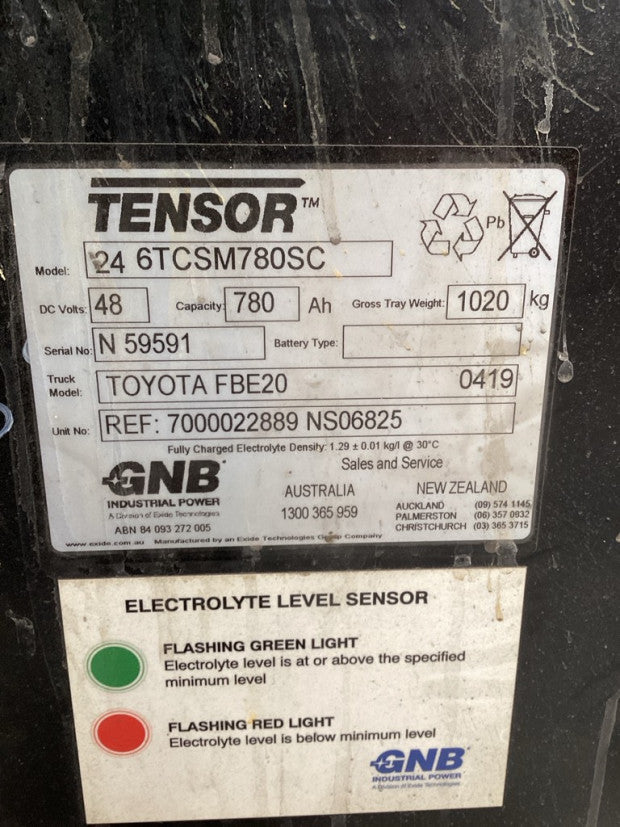 TENSOR™
Pb
Model: 24 6TCSM780SC
DC Volts: 48 Capacity: 780 Ah Gross Tray Weight: 1020 kg
Serial No: N 59591 Battery Type:
Truck Model: TOYOTA FBE20 0419
Unit No: REF: 7000022889 NS06825
Fully Charged Electrolyte Density: 1.29 ± 0.01 kg/l @ 30°C
GNB
INDUSTRIAL POWER
A Division of Exide Technologies
ABN 84 093 272 005
Sales and Service
AUSTRALIA
1300 365 959
NEW ZEALAND
AUCKLAND (09) 574 1145
PALMERSTON (06) 357 0832
CHRISTCHURCH (03) 365 3715
www.exide.com.au Manufactured by an Exide Technologies Group Company
ELECTROLYTE LEVEL SENSOR
FLASHING GREEN LIGHT
Electrolyte level is at or above the specified
minimum level
FLASHING RED LIGHT
Electrolyte level is below minimum level
GNB
INDUSTRIAL POWER
A Division of Exide Technologies